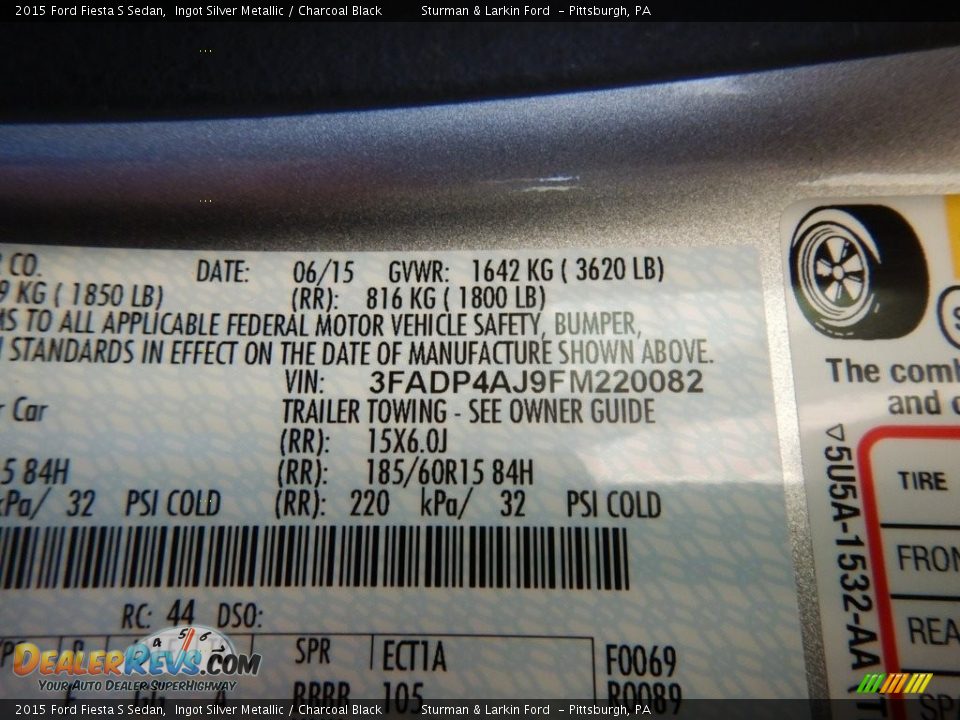 2015 Ford Fiesta S Sedan, Ingot Silver Metallic / Charcoal Black Sturman & Larkin Ford - Pittsburgh, PA
CO. DATE: 06/15 GVWR: 1642 KG ( 3620 LB)
9 KG ( 1850 LB) (RR): 816 KG ( 1800 LB)
MS TO ALL APPLICABLE FEDERAL MOTOR VEHICLE SAFETY, BUMPER,
STANDARDS IN EFFECT ON THE DATE OF MANUFACTURE SHOWN ABOVE.
VIN: 3FADP4AJ9FM220082
r Car TRAILER TOWING - SEE OWNER GUIDE
(RR): 15X6.0J
5 84H (RR): 185/60R15 84H
kPa/ 32 PSI COLD (RR): 220 kPa/ 32 PSI COLD
RC: 44 DSO:
SPR ECT1A F0069
BBBB 105 R0089
The comb
and o
5U5A-1532-AA
TIRE
FRON
REA
SP
DealerRevs.com
Your Auto Dealer SuperHighway
2015 Ford Fiesta S Sedan, Ingot Silver Metallic / Charcoal Black Sturman & Larkin Ford - Pittsburgh, PA